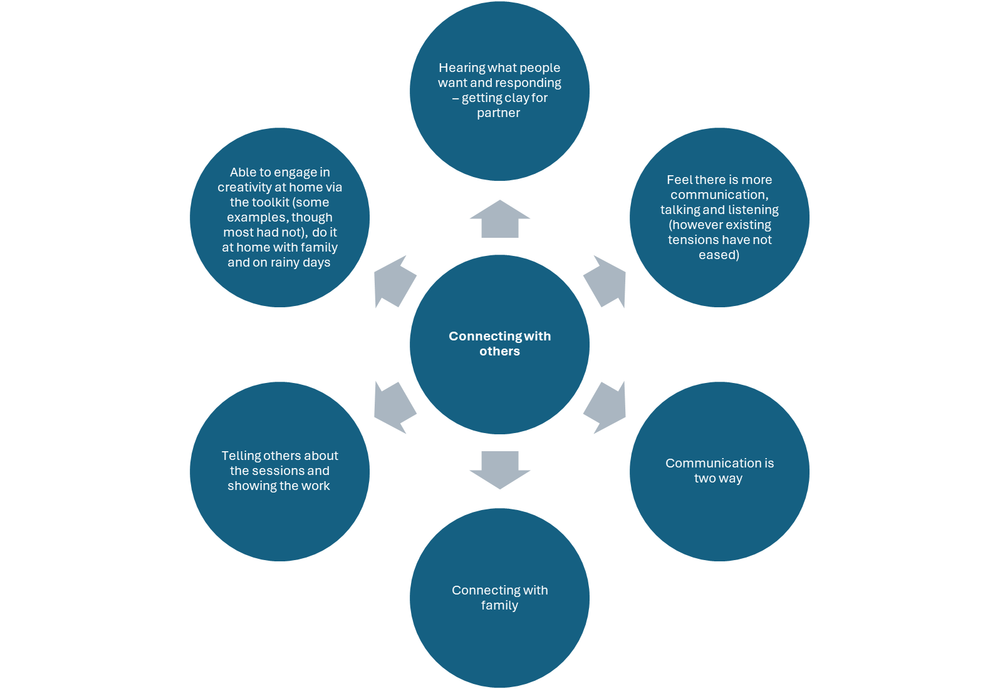 Hearing what people
want and responding
– getting clay for
partner
Feel there is more
communication,
talking and listening
(however existing
tensions have not
eased)
Communication is
two way
Connecting with
family
Telling others about
the sessions and
showing the work
Able to engage in
creativity at home via
the toolkit (some
examples, though
most had not), do it
at home with family
and on rainy days
Connecting with
others